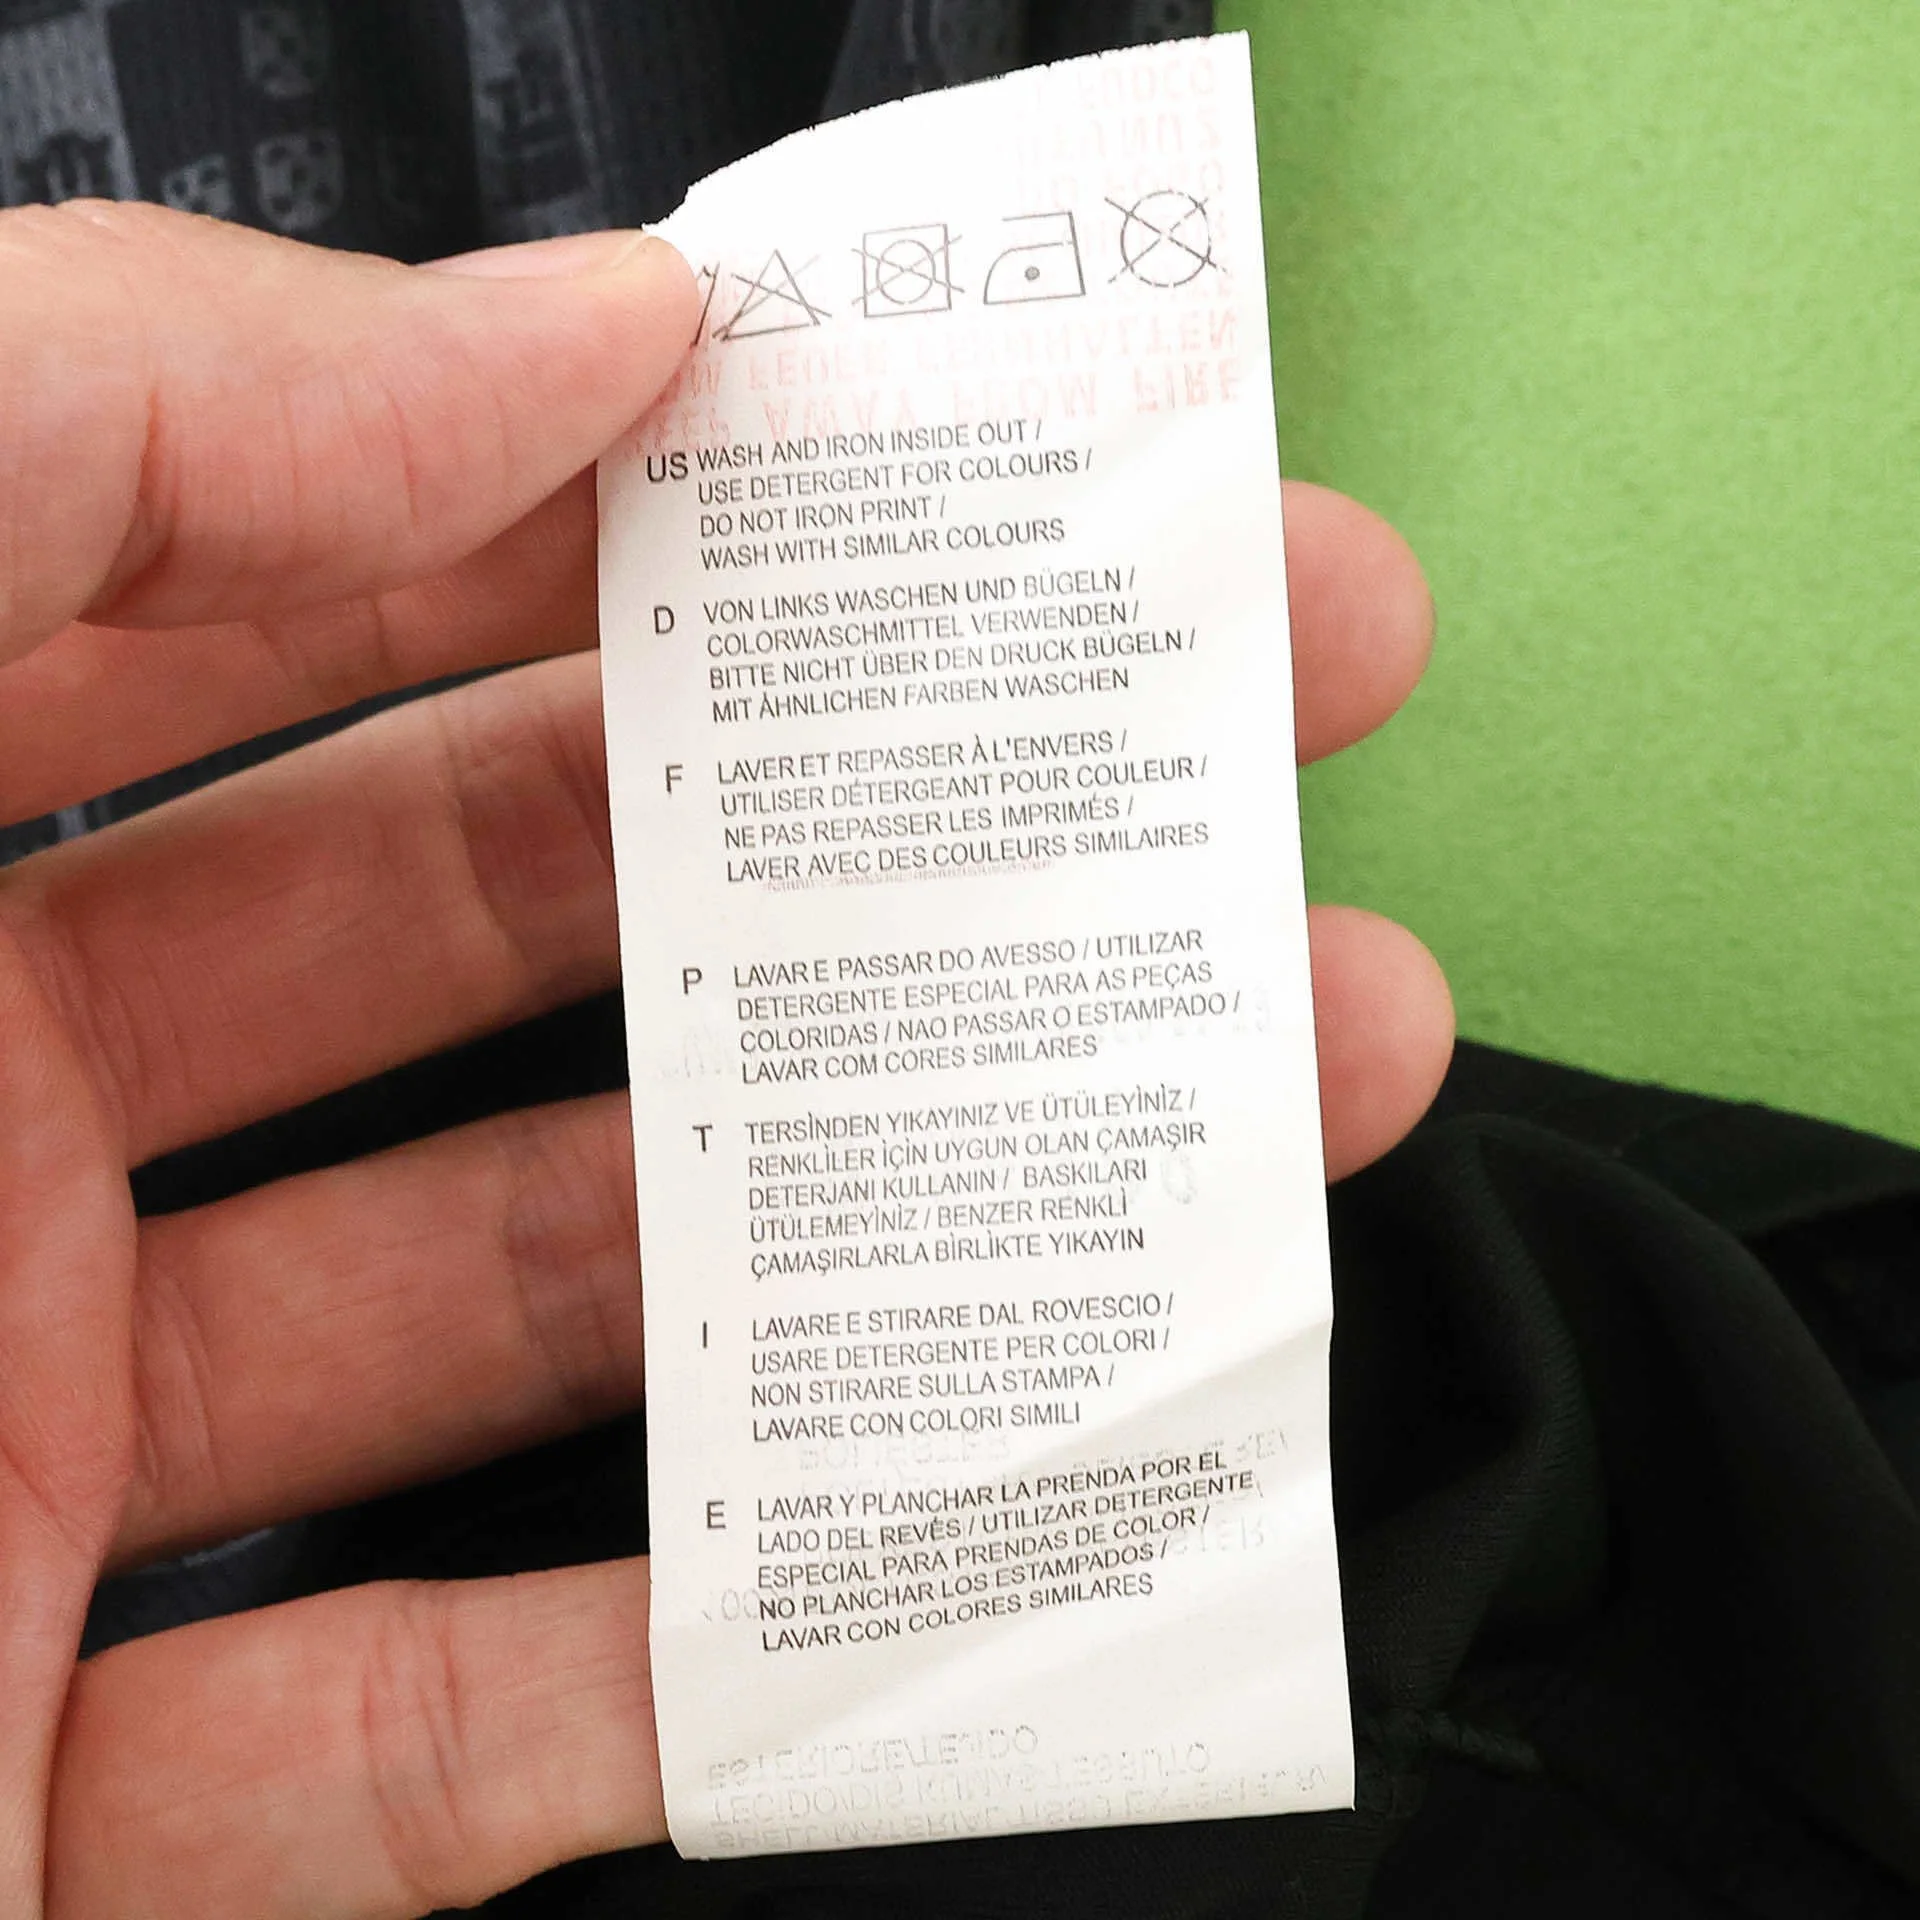 US WASH AND IRON INSIDE OUT /
USE DETERGENT FOR COLOURS /
DO NOT IRON PRINT /
WASH WITH SIMILAR COLOURS
D VON LINKS WASCHEN UND BÜGELN /
COLORWASCHMITTEL VERWENDEN /
BITTE NICHT ÜBER DEN DRUCK BÜGELN /
MIT ÄHNLICHEN FARBEN WASCHEN
F LAVER ET REPASSER À L'ENVERS /
UTILISER DÉTERGEANT POUR COULEUR /
NE PAS REPASSER LES IMPRIMÉS /
LAVER AVEC DES COULEURS SIMILAIRES
P LAVAR E PASSAR DO AVESSO / UTILIZAR
DETERGENTE ESPECIAL PARA AS PEÇAS
COLORIDAS / NAO PASSAR O ESTAMPADO /
LAVAR COM CORES SIMILARES
T TERSİNDEN YIKAYINIZ VE ÜTÜLEYİNİZ /
RENKLİLER İÇİN UYGUN OLAN ÇAMAŞIR
DETERJANI KULLANIN / BASKILARI
ÜTÜLEMEYİNİZ / BENZER RENKLİ
ÇAMAŞIRLARLA BİRLİKTE YIKAYIN
I LAVARE E STIRARE DAL ROVESCIO /
USARE DETERGENTE PER COLORI /
NON STIRARE SULLA STAMPA /
LAVARE CON COLORI SIMILI
E LAVAR Y PLANCHAR LA PRENDA POR EL
LADO DEL REVÉS / UTILIZAR DETERGENTE
ESPECIAL PARA PRENDAS DE COLOR /
NO PLANCHAR LOS ESTAMPADOS /
LAVAR CON COLORES SIMILARES